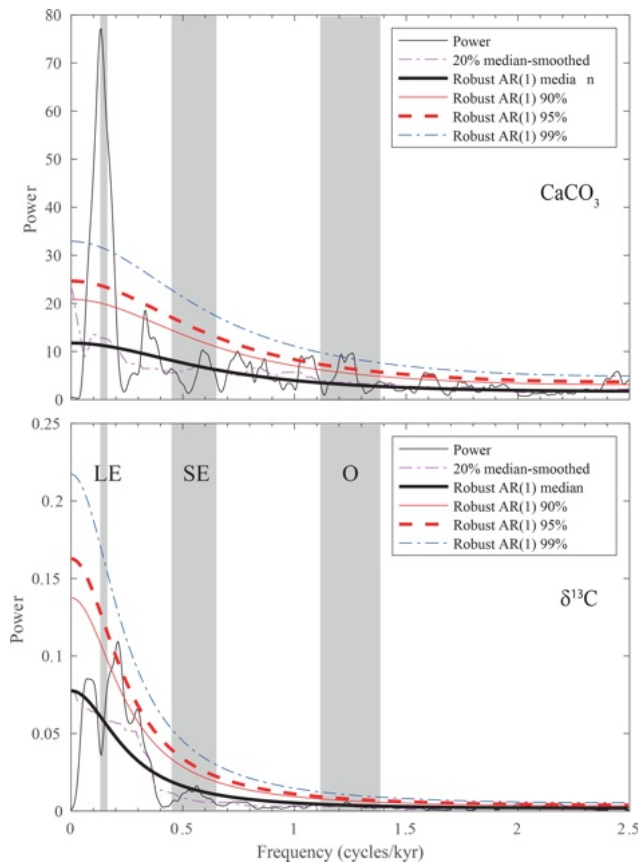 80
70
60
50
40
30
20
10
0
Power
Power
20% median-smoothed
Robust AR(1) media n
Robust AR(1) 90%
Robust AR(1) 95%
Robust AR(1) 99%
CaCO₃
0.25
0.2
0.15
0.1
0.05
0
Power
LE
SE
O
Power
20% median-smoothed
Robust AR(1) median
Robust AR(1) 90%
Robust AR(1) 95%
Robust AR(1) 99%
δ¹³C
0 0.5 1 1.5 2 2.5
Frequency (cycles/kyr)